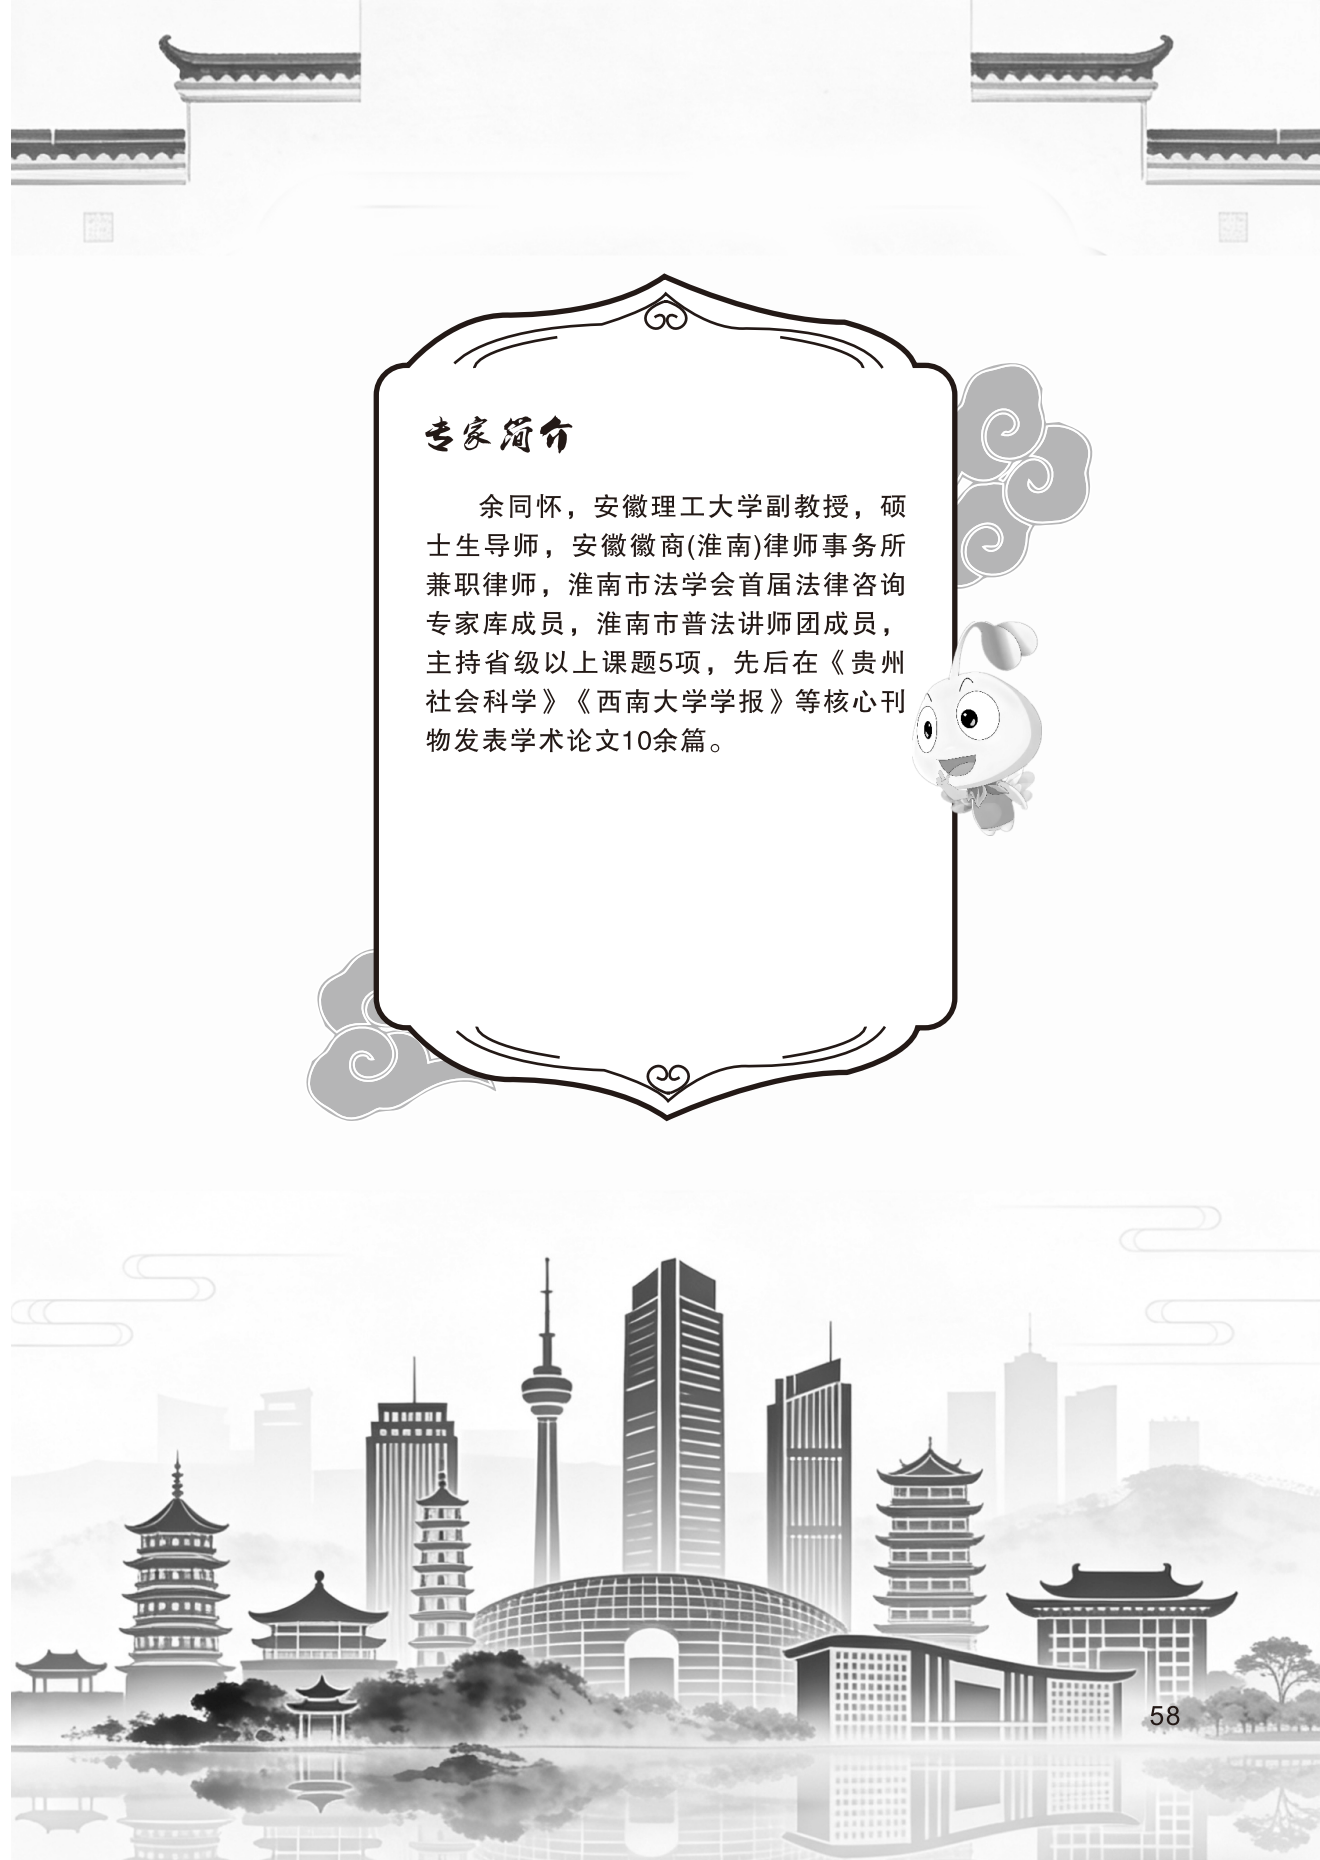 专家简介
余同怀，安徽理工大学副教授，硕
士生导师，安徽徽商(淮南)律师事务所
兼职律师，淮南市法学会首届法律咨询
专家库成员，淮南市普法讲师团成员，
主持省级以上课题5项，先后在《贵州
社会科学》《西南大学学报》等核心刊
物发表学术论文10余篇。
58